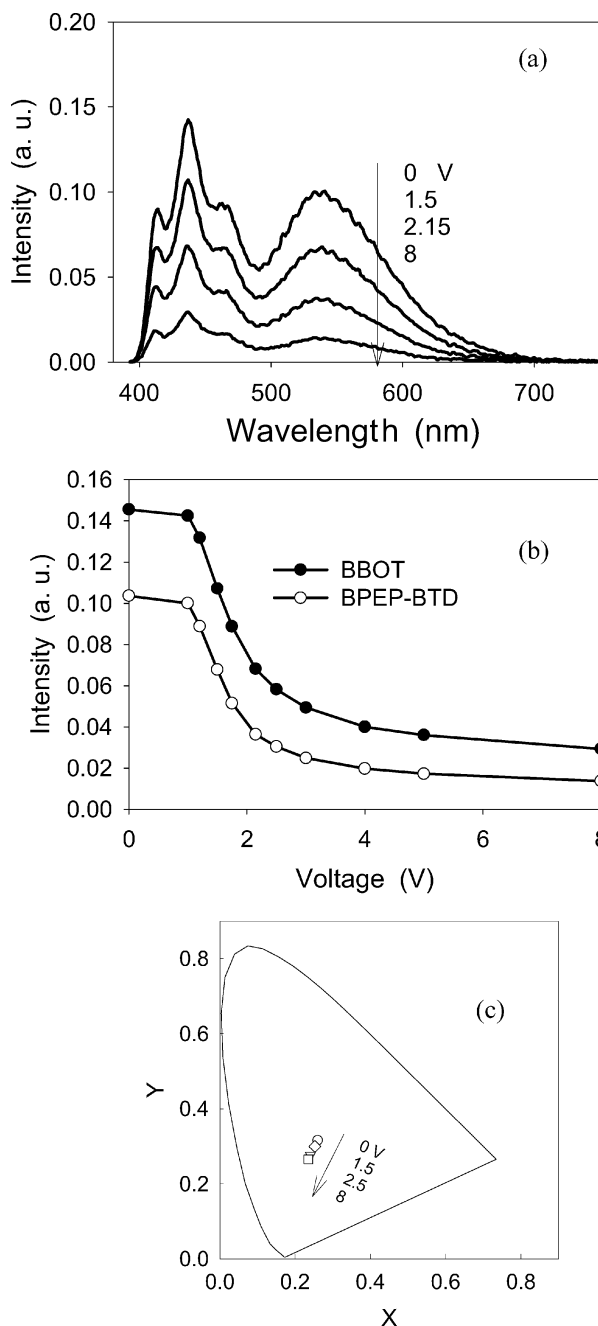 0.20
(a)
0.15
0 V
1.5
0.10
2.15
8
0.05
0.00
Intensity (a. u.)
400 500 600 700
Wavelength (nm)
0.16
0.14
(b)
0.12
BBOT
0.10
BPEP-BTD
0.08
0.06
0.04
0.02
0.00
Intensity (a. u.)
0 2 4 6 8
Voltage (V)
0.8
(c)
0.6
Y
0.4
0 V
1.5
2.5
8
0.2
0.0
0.0 0.2 0.4 0.6 0.8
X